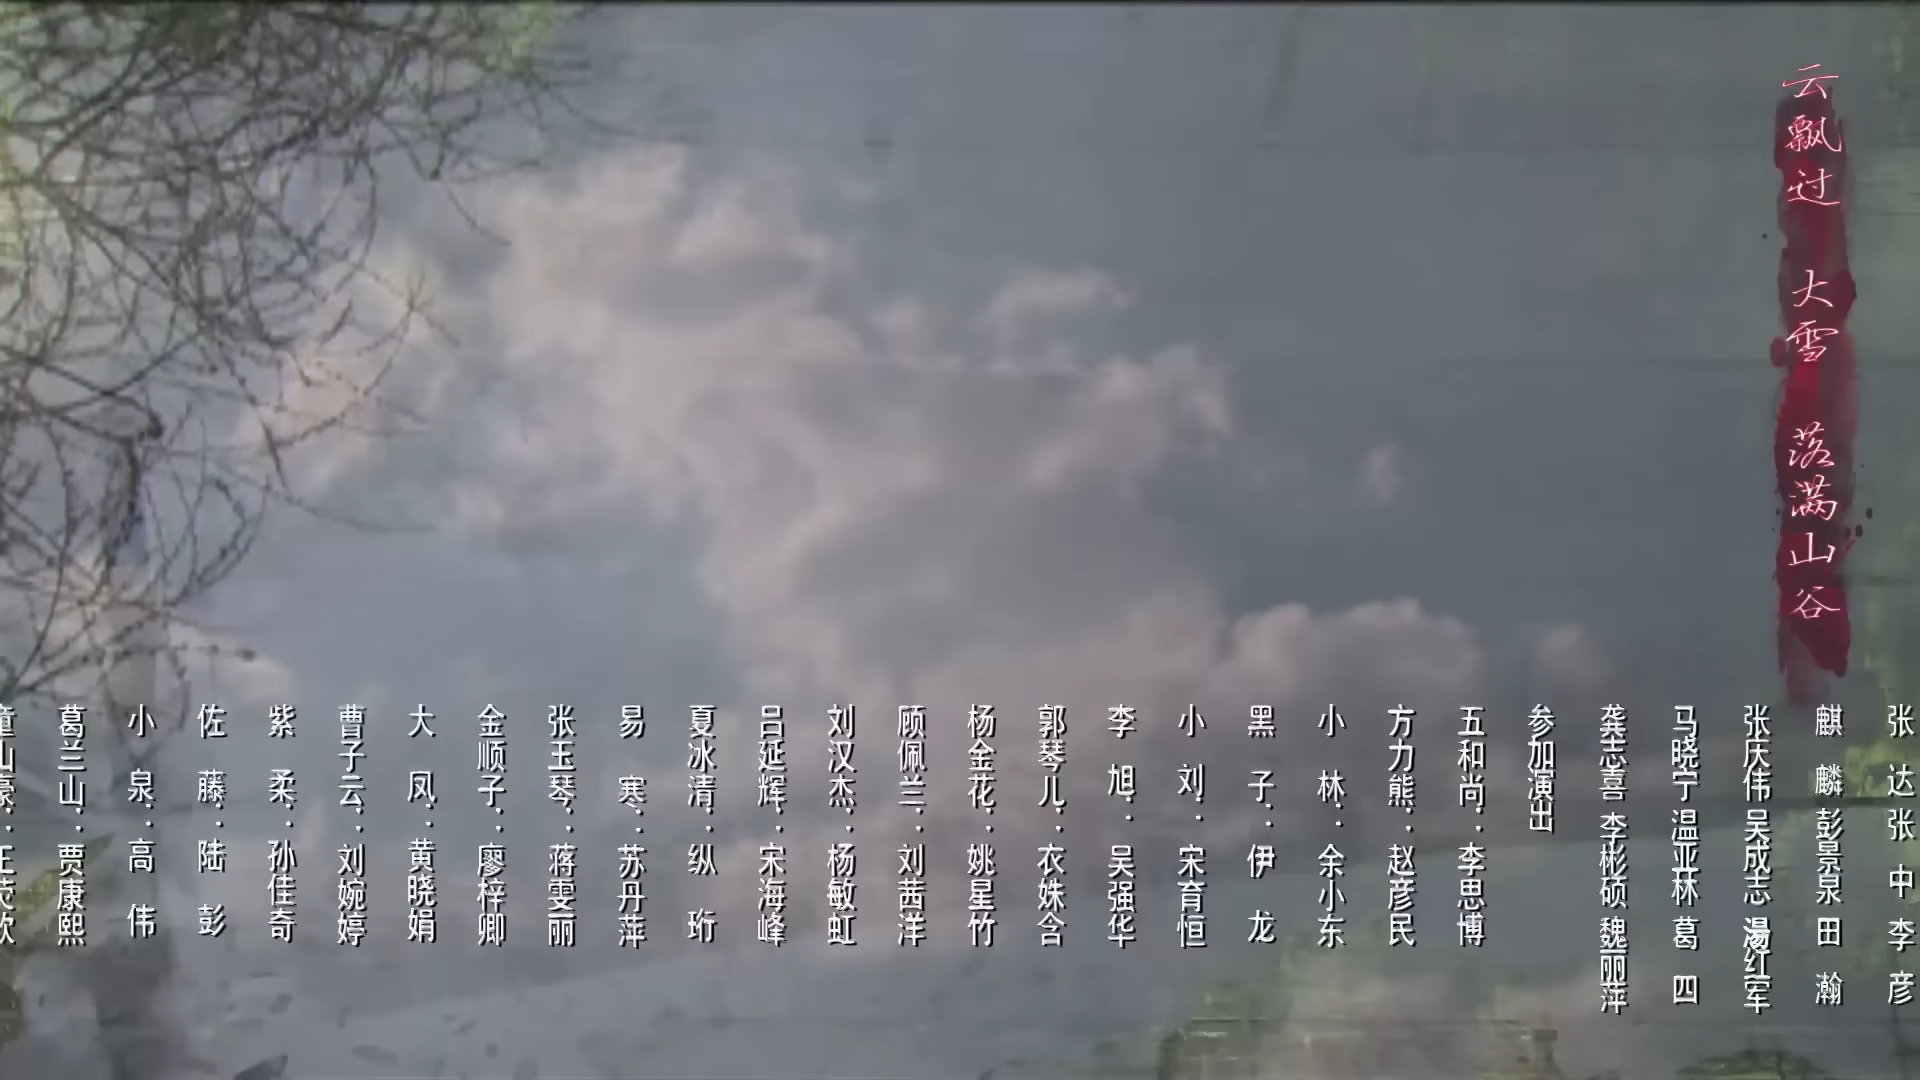 云飘过 大雪 落满山谷
葛兰山：贾康熙
小泉：高伟
佐藤：陆彭
紫柔：孙佳奇
曹子云：刘婉婷
大凤：黄晓娟
金顺子：廖梓卿
张玉琴：蒋雯丽
易寒：苏丹萍
夏冰清：纵珩
吕延辉：宋海峰
刘汉杰：杨敏虹
顾佩兰：刘茜洋
杨金花：姚星竹
郭琴儿：衣姝含
李旭：吴强华
小刘：宋育恒
黑子：伊龙
小林：余小东
方力熊：赵彦民
五和尚：李思博
参加演出
龚志喜 李彬硕 魏丽萍
马晓宁 温亚林 葛四
张庆伟 吴成志 汤红军
麒麟 彭景泉 田瀚
张达 张中 李彦